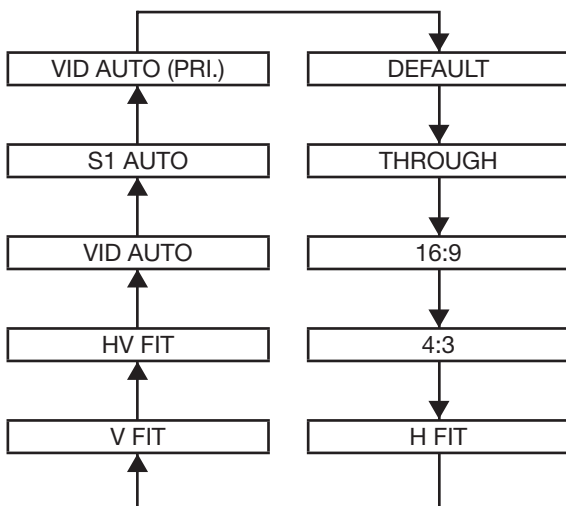 VID AUTO (PRI.)
DEFAULT
S1 AUTO
THROUGH
VID AUTO
16:9
HV FIT
4:3
V FIT
H FIT